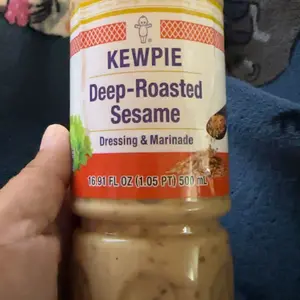 KEWPIE
Deep-Roasted
Sesame
Dressing & Marinade
16.91 FL OZ (1.05 PT) 500 mL